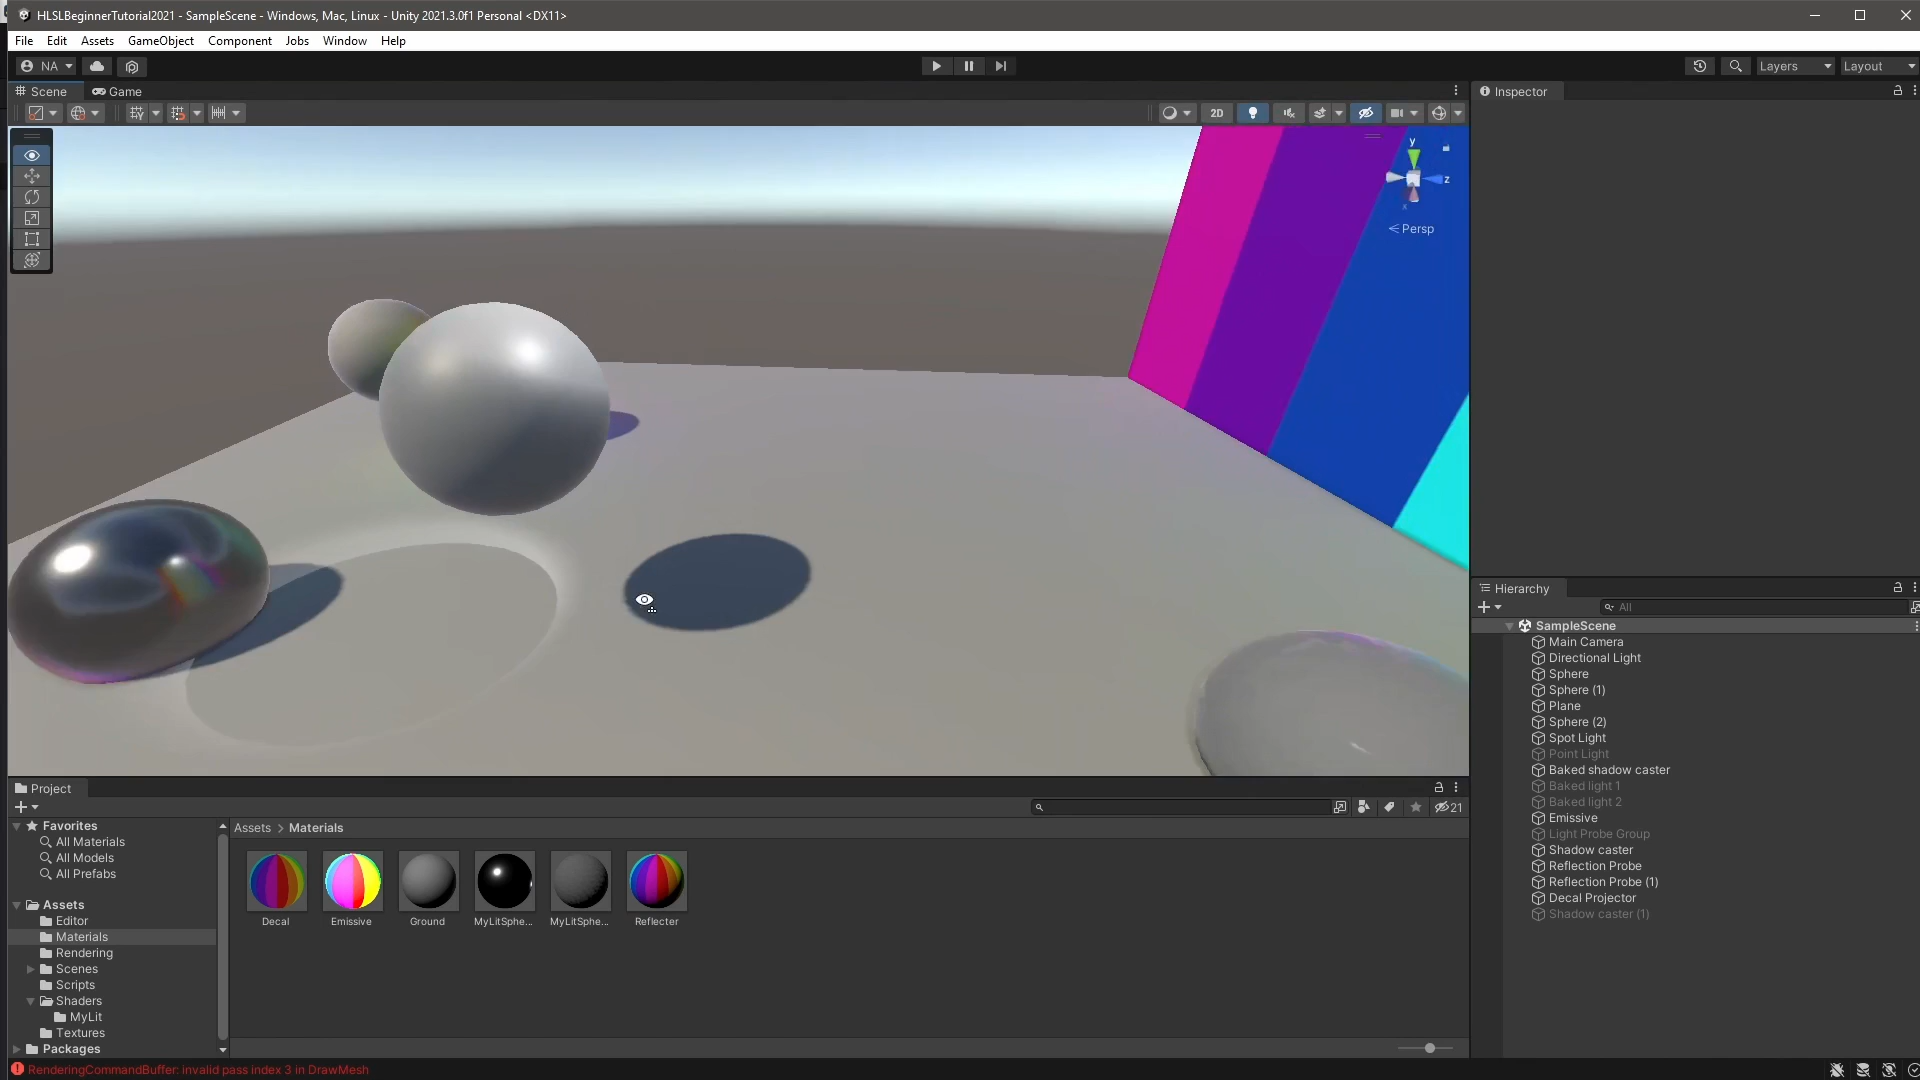 HLSLBeginnerTutorial2021 - SampleScene - Windows, Mac, Linux - Unity 2021.3.0f1 Personal <DX11>
File Edit Assets GameObject Component Jobs Window Help
NA Layers Layout
Scene Game
2D
y
z
x
Persp
Inspector
Hierarchy
All
SampleScene
Main Camera
Directional Light
Sphere
Sphere (1)
Plane
Sphere (2)
Spot Light
Point Light
Baked shadow caster
Baked light 1
Baked light 2
Emissive
Light Probe Group
Shadow caster
Reflection Probe
Reflection Probe (1)
Decal Projector
Shadow caster (1)
Project
21
Favorites
All Materials
All Models
All Prefabs
Assets
Editor
Materials
Rendering
Scenes
Scripts
Shaders
MyLit
Textures
Packages
Assets > Materials
Decal Emissive Ground MyLitSphe... MyLitSphe... Reflecter
RenderingCommandBuffer: invalid pass index 3 in DrawMesh